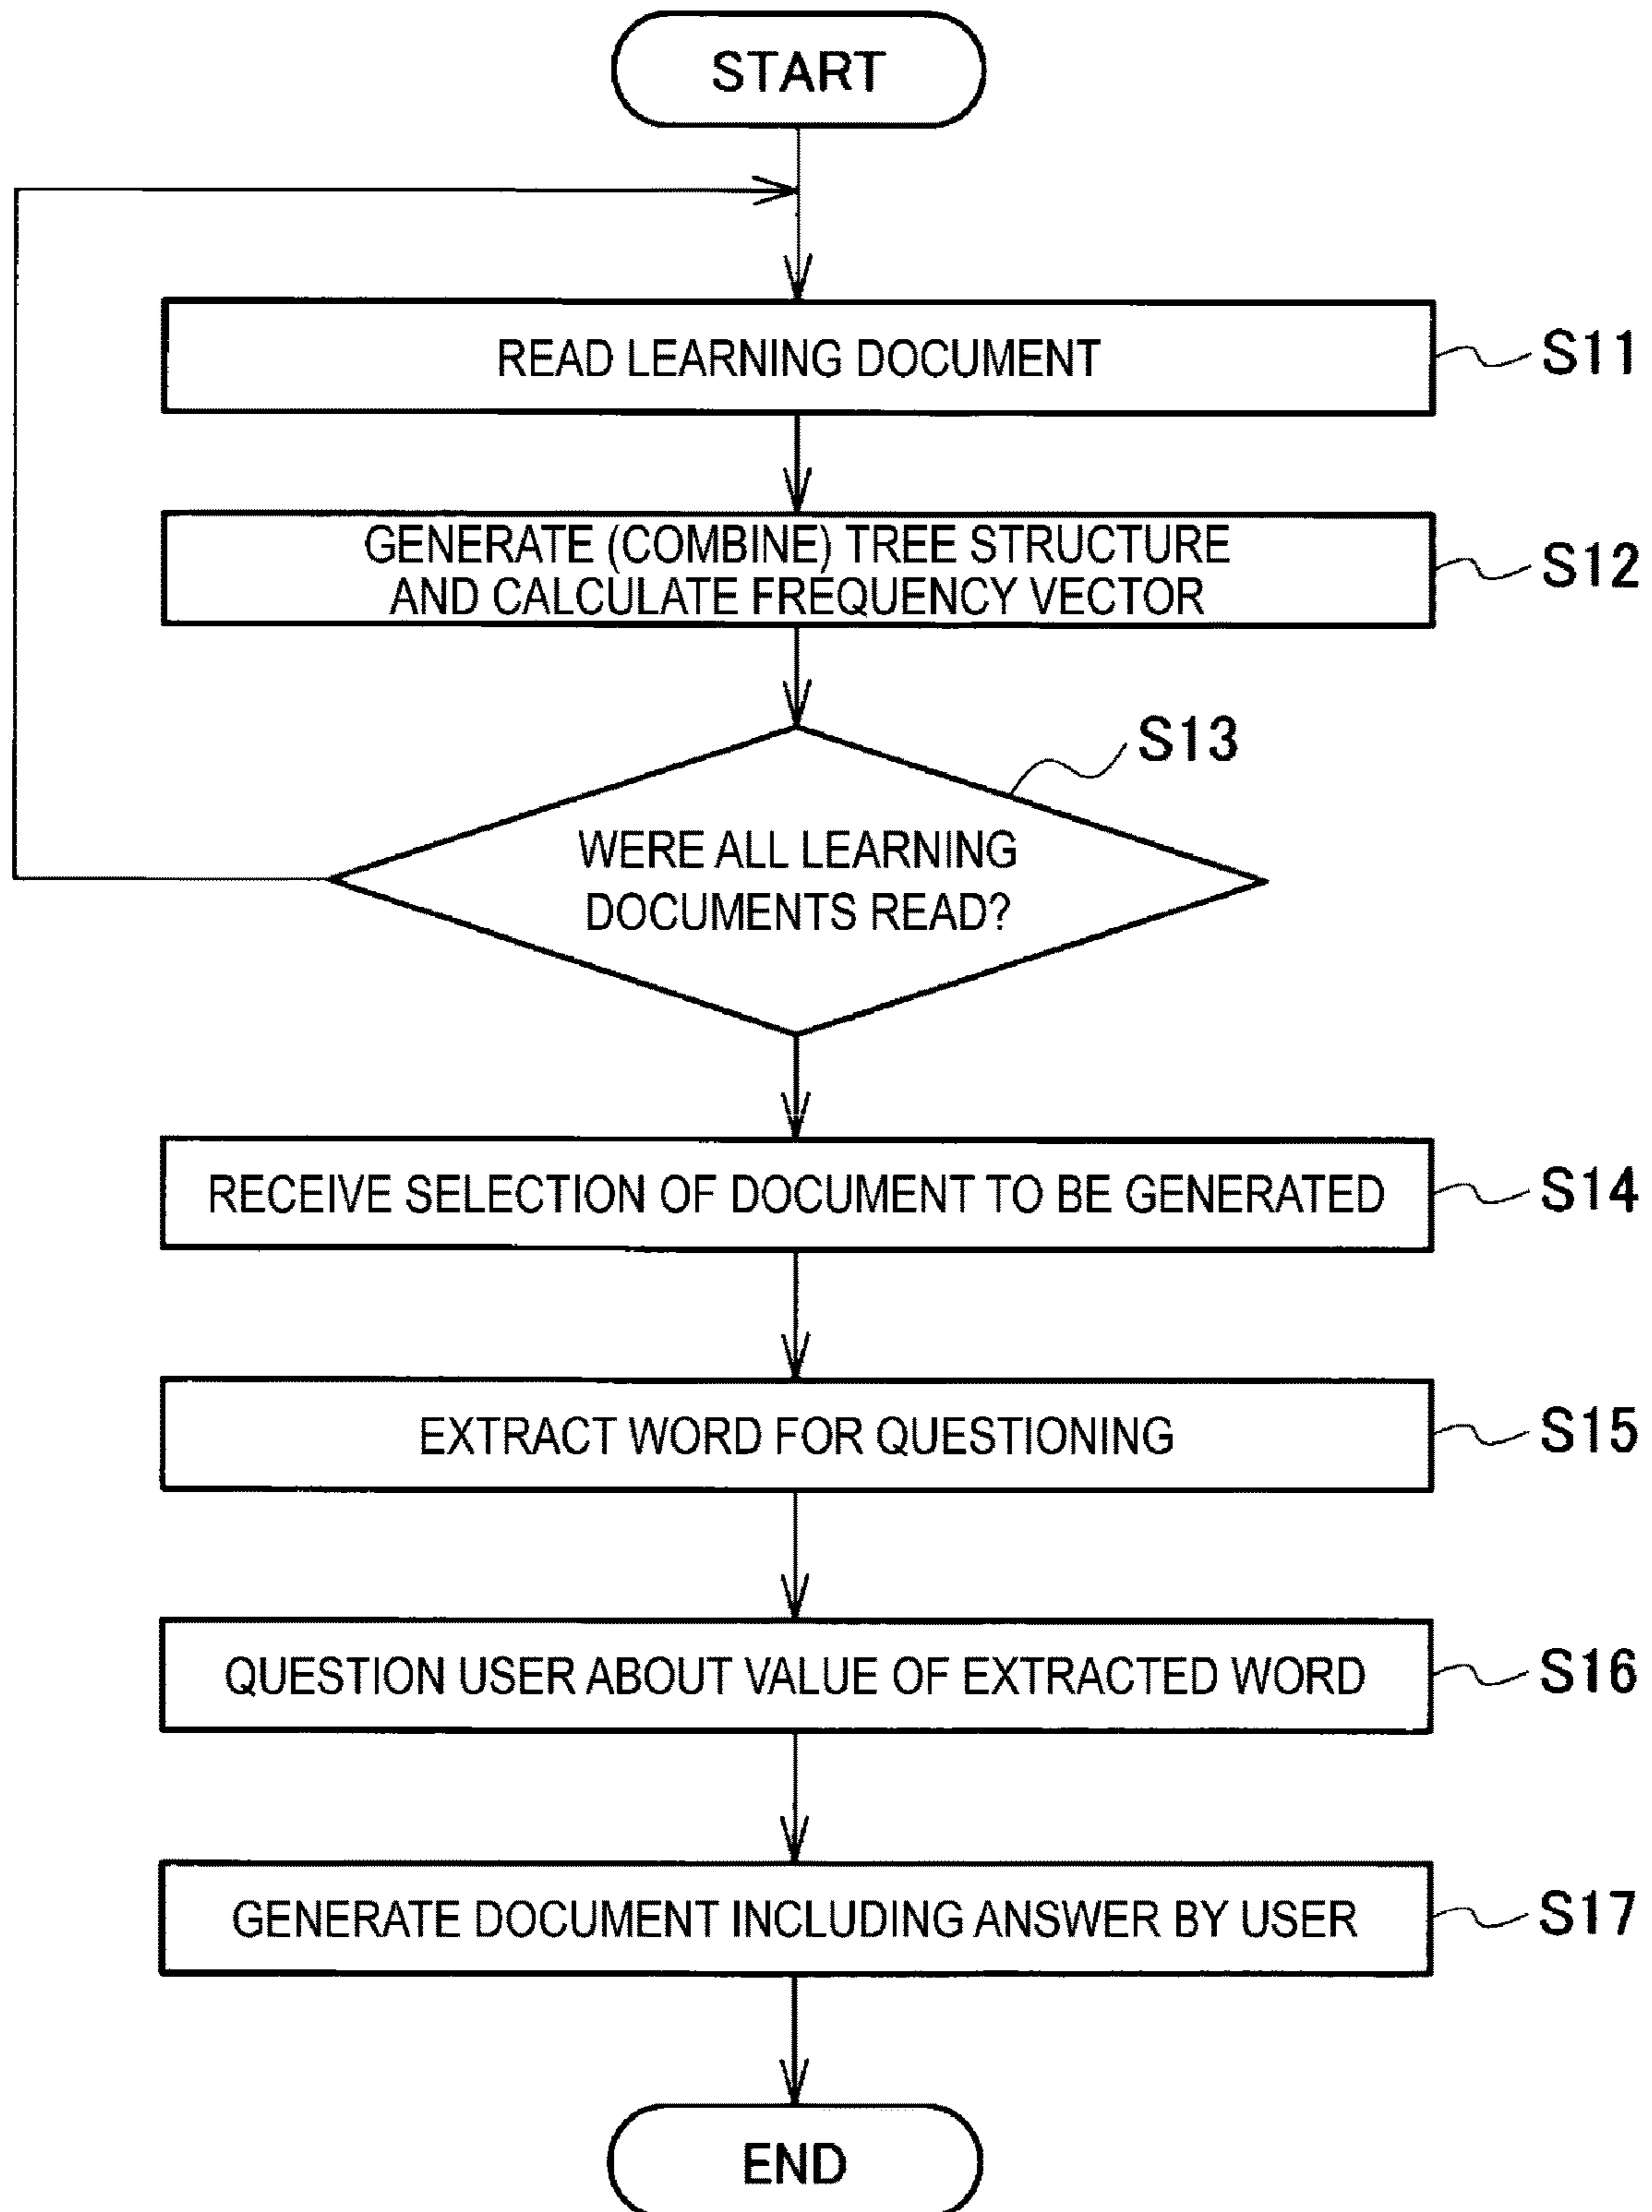 START
READ LEARNING DOCUMENT
S11
GENERATE (COMBINE) TREE STRUCTURE
AND CALCULATE FREQUENCY VECTOR
S12
S13
WERE ALL LEARNING
DOCUMENTS READ?
RECEIVE SELECTION OF DOCUMENT TO BE GENERATED
S14
EXTRACT WORD FOR QUESTIONING
S15
QUESTION USER ABOUT VALUE OF EXTRACTED WORD
S16
GENERATE DOCUMENT INCLUDING ANSWER BY USER
S17
END